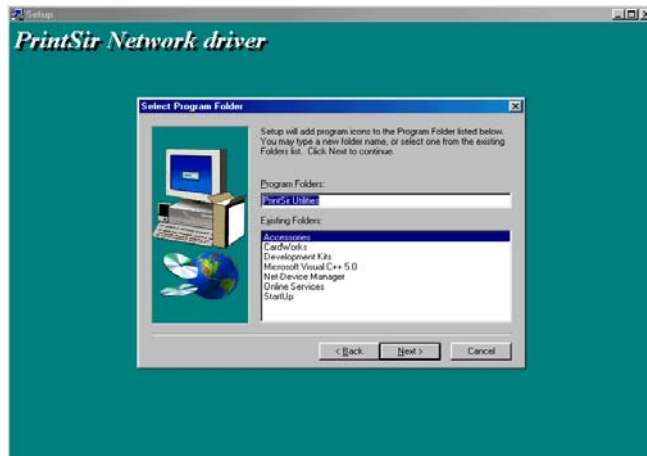 Setup
PrintSir Network driver
Select Program Folder
Setup will add program icons to the Program Folder listed below.
You may type a new folder name, or select one from the existing
Folders list. Click Next to continue.
Program Folders:
PrintSir Utilities
Existing Folders:
Accessories
CardWorks
Development Kits
Microsoft Visual C++ 5.0
Net-Device Manager
Online Services
StartUp
< Back
Next >
Cancel